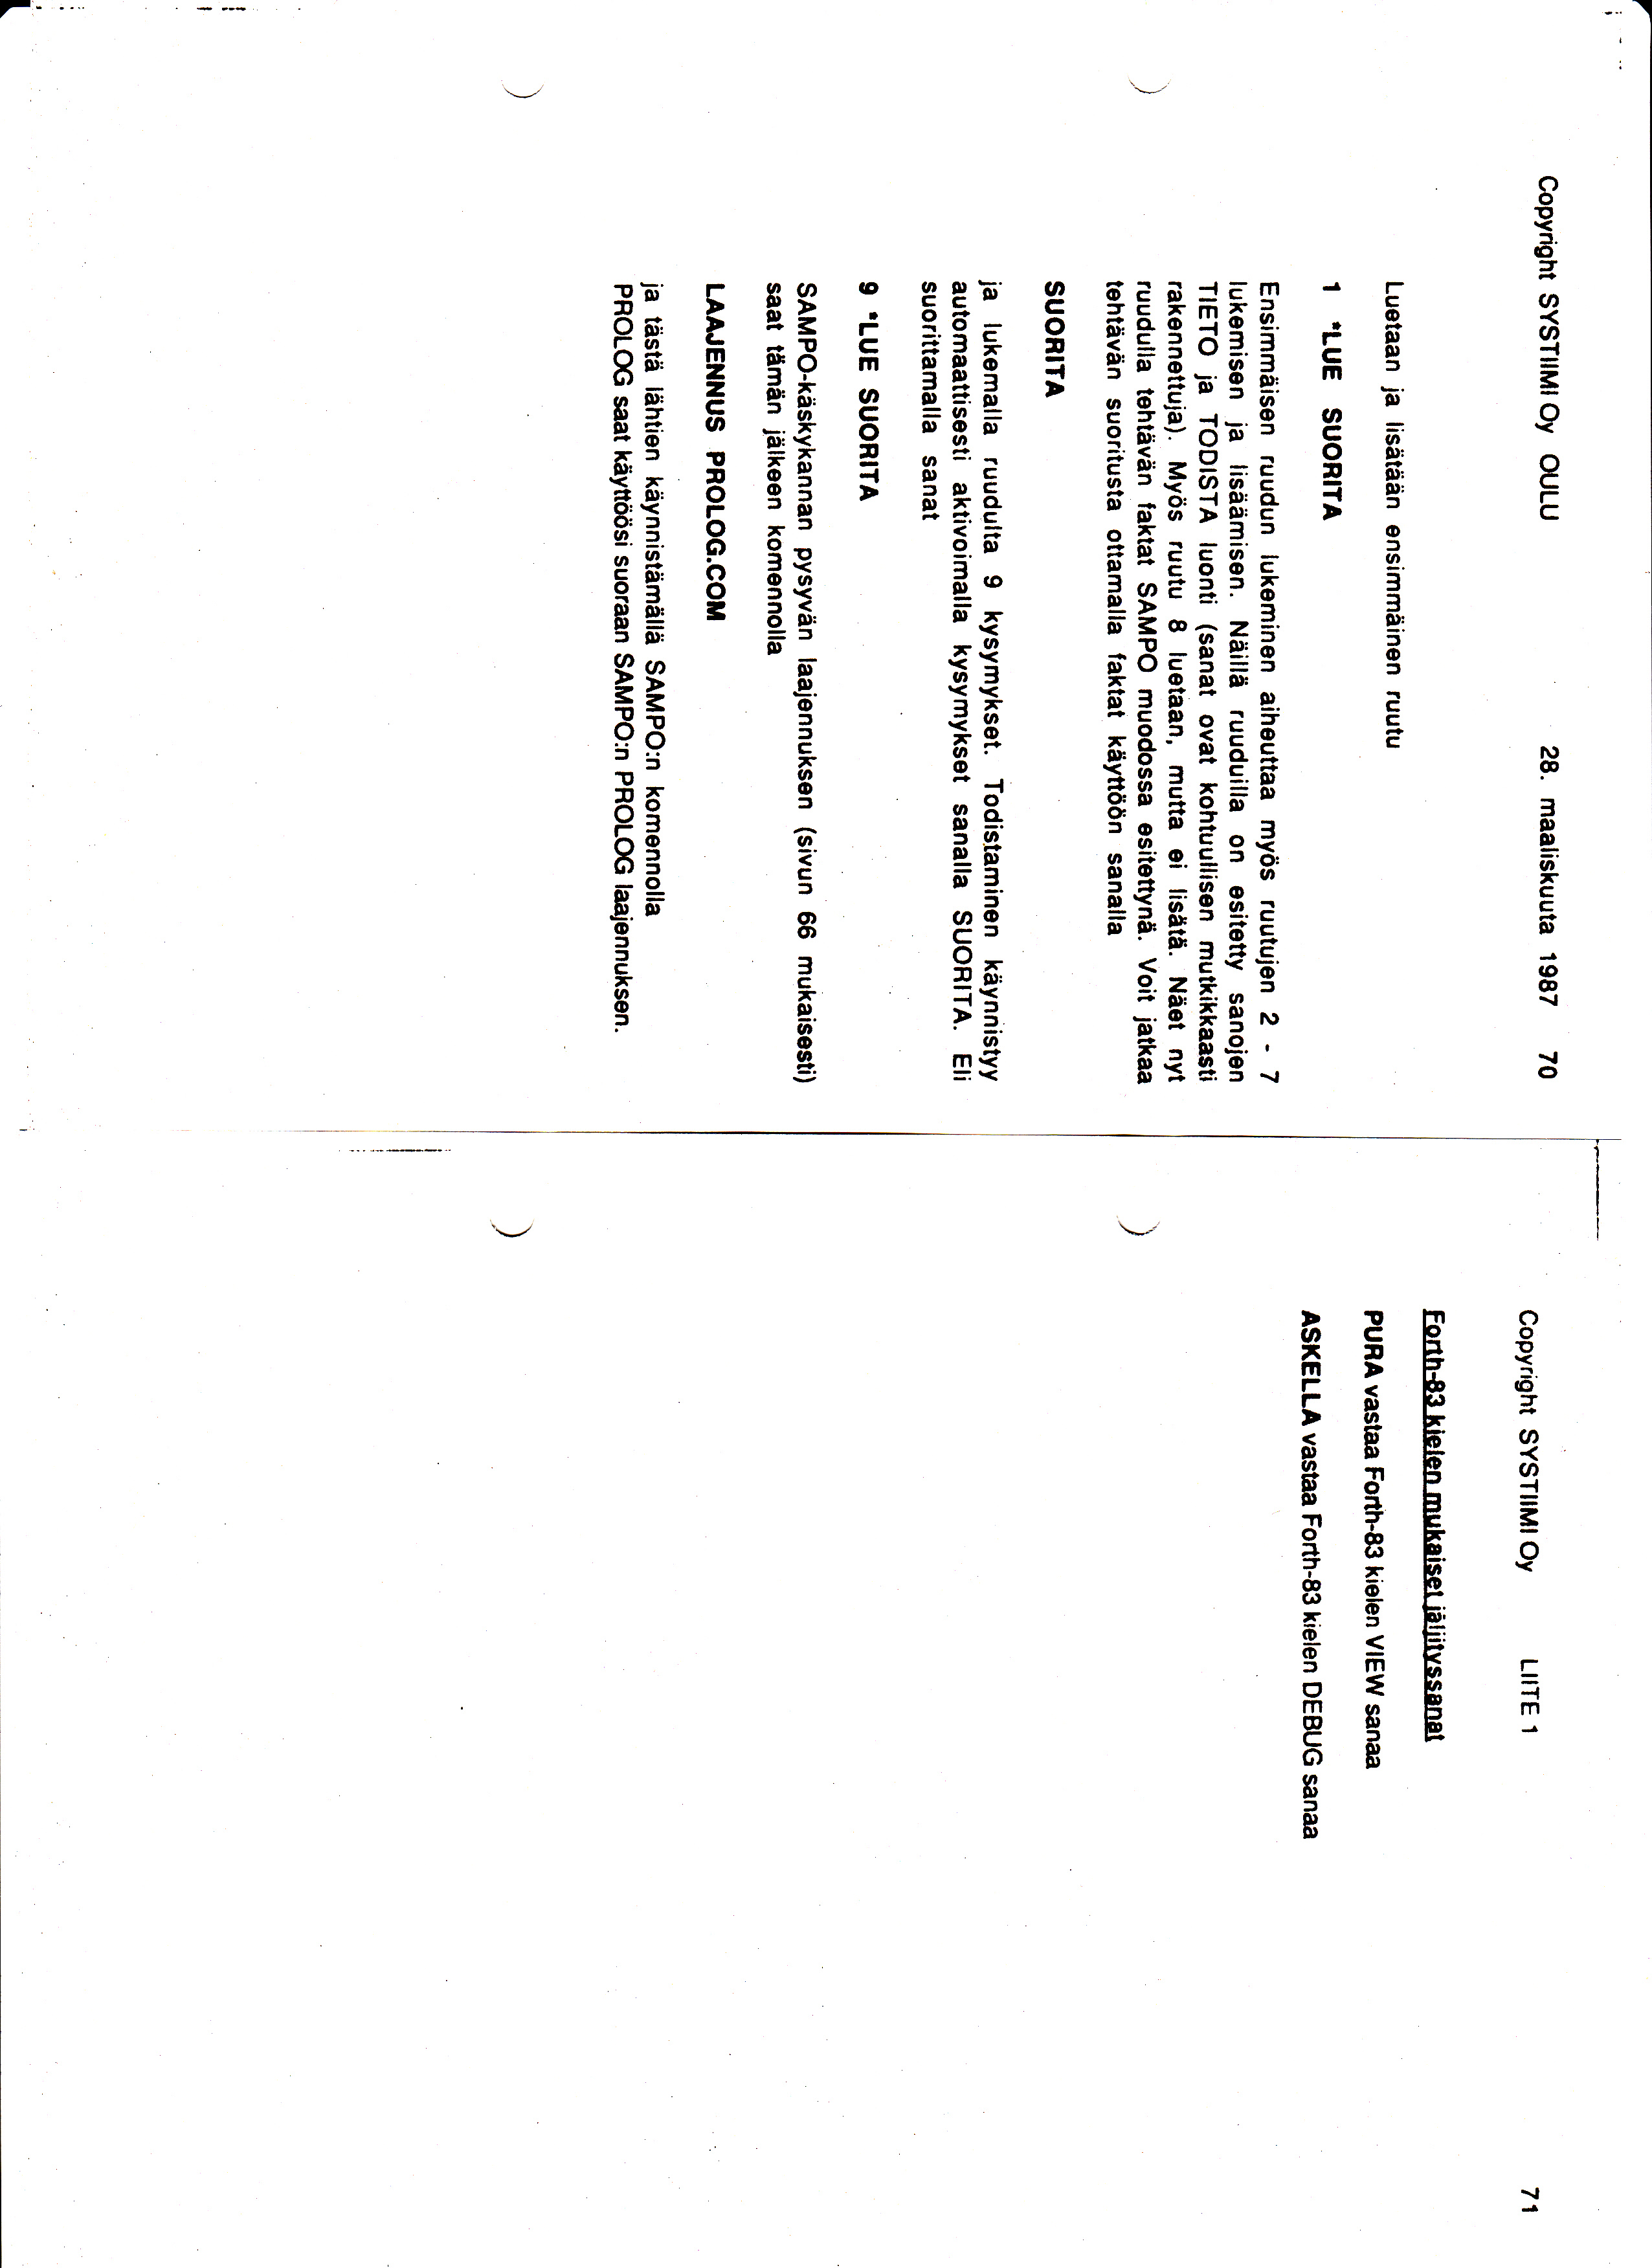 Copyright SYSTIIMI Oy OULU 28. maaliskuuta 1987 70
Luetaan ja lisätään ensimmäinen ruutu
1 *LUE SUORITA
Ensimmäisen ruudun lukeminen aiheuttaa myös ruutujen 2 - 7
lukemisen ja lisäämisen. Näillä ruuduilla on esitetty sanojen
TIETO ja TODISTA luonti (sanat ovat kohtuullisen mutkikkaasti
rakennettuja). Myös ruutu 8 luetaan, mutta ei lisätä. Näet nyt
ruudulla tehtävän faktat SAMPO muodossa esitettynä. Voit jatkaa
tehtävän suoritusta ottamalla faktat käyttöön sanalla
SUORITA
ja lukemalla ruudulta 9 kysymykset. Todistaminen käynnistyy
automaattisesti aktivoimalla kysymykset sanalla SUORITA. Eli
suorittamalla sanat
9 *LUE SUORITA
SAMPO-käskykannan pysyvän laajennuksen (sivun 66 mukaisesti)
saat tämän jälkeen komennolla
LAAJENNUS PROLOG.COM
ja tästä lähtien käynnistämällä SAMPO:n komennolla
PROLOG saat käyttöösi suoraan SAMPO:n PROLOG laajennuksen.
Copyright SYSTIIMI Oy LIITE 1 71
Forth-83 kielen mukaiset jäljityssanat
PURA vastaa Forth-83 kielen VIEW sanaa
ASKELLA vastaa Forth-83 kielen DEBUG sanaa